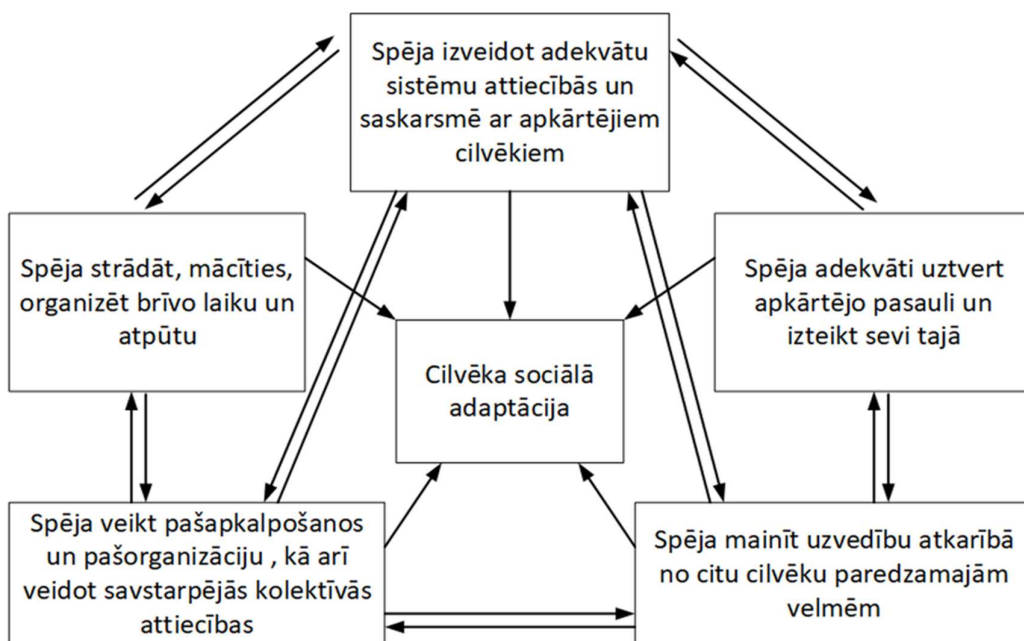 Spēja izveidot adekvātu
sistēmu attiecībās un
saskarsmē ar apkārtējiem
cilvēkiem
Spēja strādāt, mācīties,
organizēt brīvo laiku un
atpūtu
Spēja adekvāti uztvert
apkārtējo pasauli un
izteikt sevi tajā
Cilvēka sociālā
adaptācija
Spēja veikt pašapkalpošanos
un pašorganizāciju , kā arī
veidot savstarpējās kolektīvās
attiecības
Spēja mainīt uzvedību atkarībā
no citu cilvēku paredzamajām
velmēm